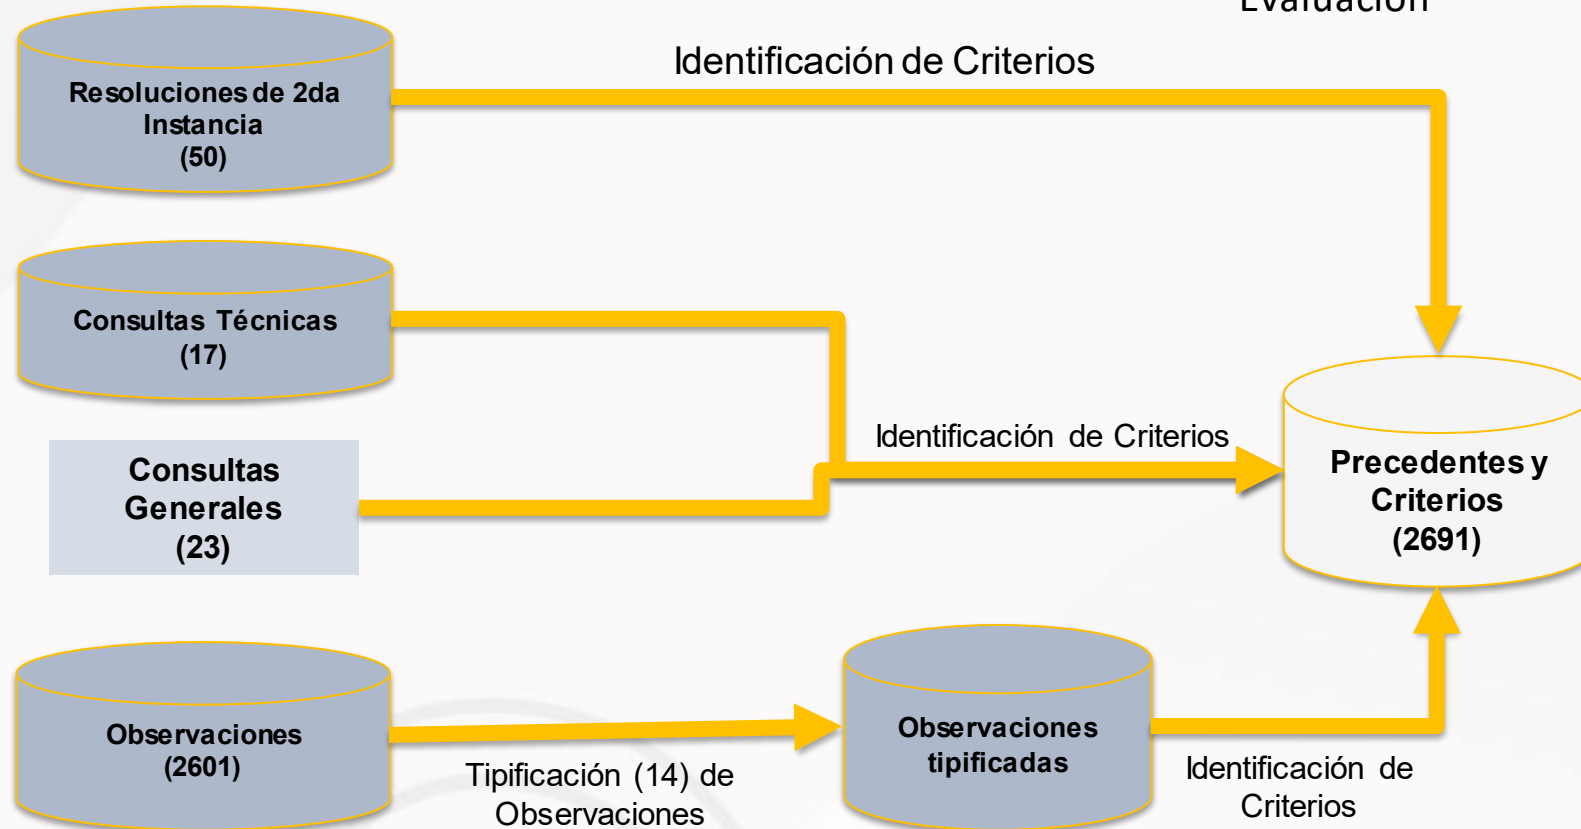 Evaluación
Identificación de Criterios
Resoluciones de 2da
Instancia
(50)
Consultas Técnicas
(17)
Identificación de Criterios
Consultas
Generales
(23)
Precedentes y
Criterios
(2691)
Observaciones
(2601)
Tipificación (14) de
Observaciones
Observaciones
tipificadas
Identificación de
Criterios